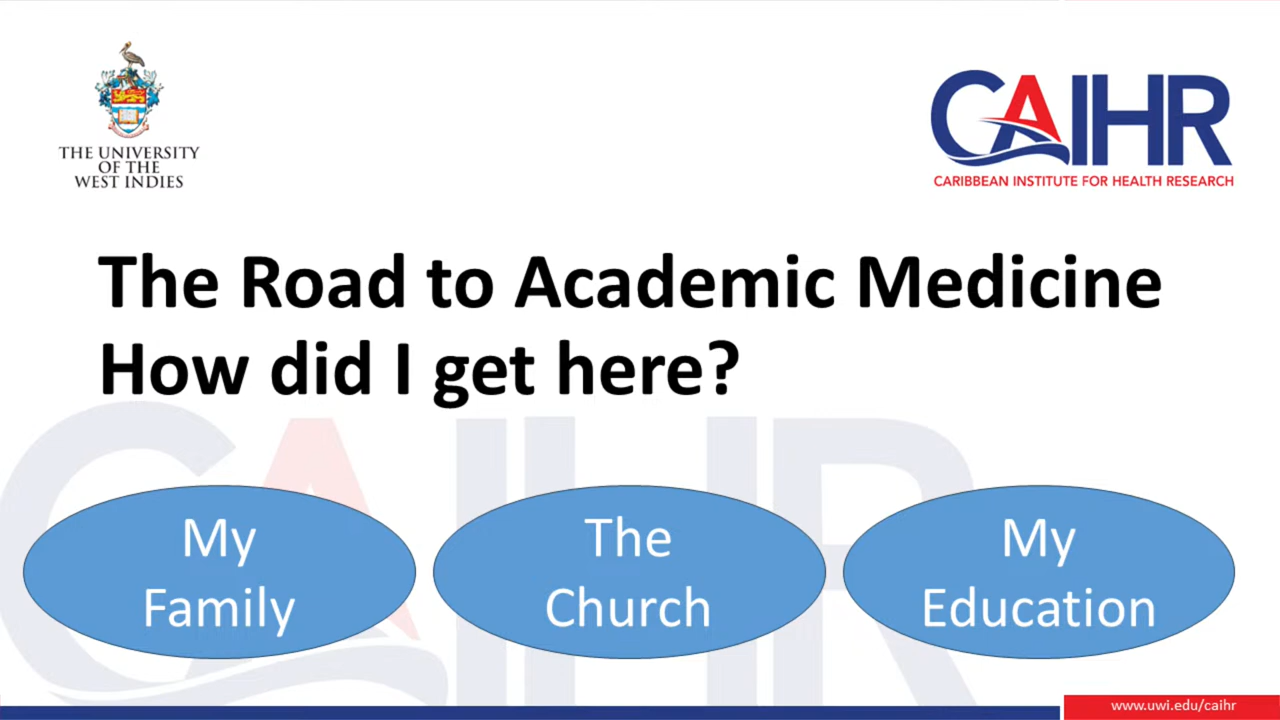 THE UNIVERSITY
OF THE
WEST INDIES
CAIHR
CARIBBEAN INSTITUTE FOR HEALTH RESEARCH
The Road to Academic Medicine
How did I get here?
CAIHR
My
Family
The
Church
My
Education
www.uwi.edu/caihr